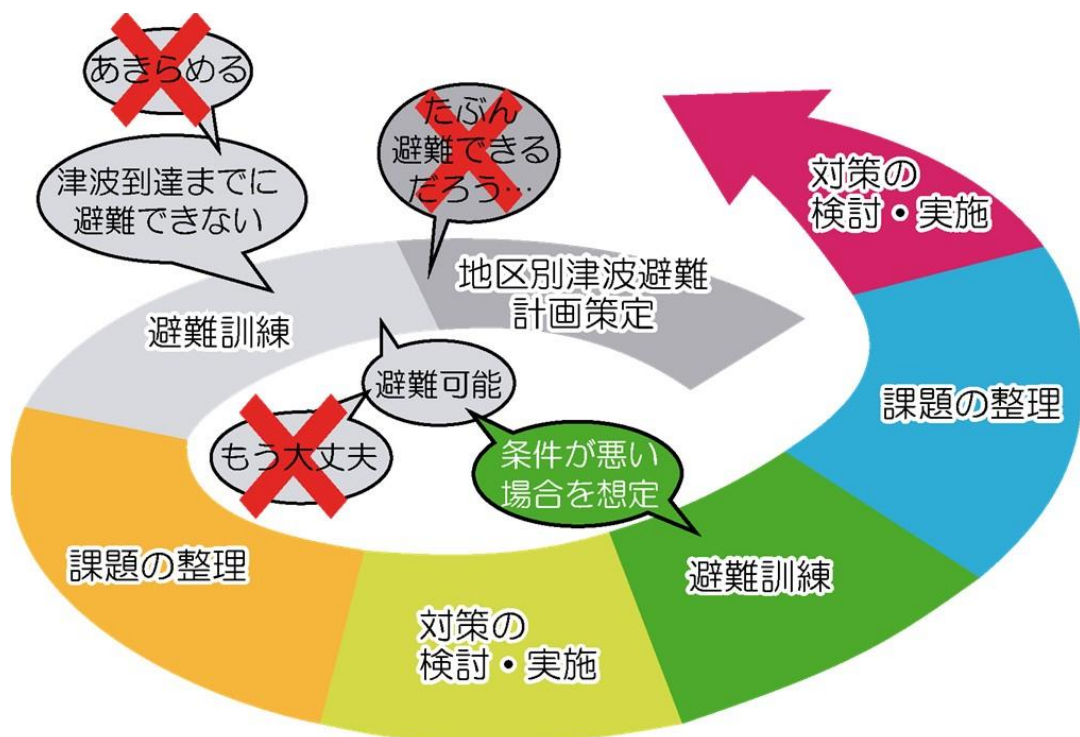 あきらめる
津波到達までに
避難できない
たぶん
避難できる
だろう…
地区別津波避難
計画策定
避難訓練
避難可能
もう大丈夫
条件が悪い
場合を想定
課題の整理
対策の
検討・実施
避難訓練
課題の整理
対策の
検討・実施